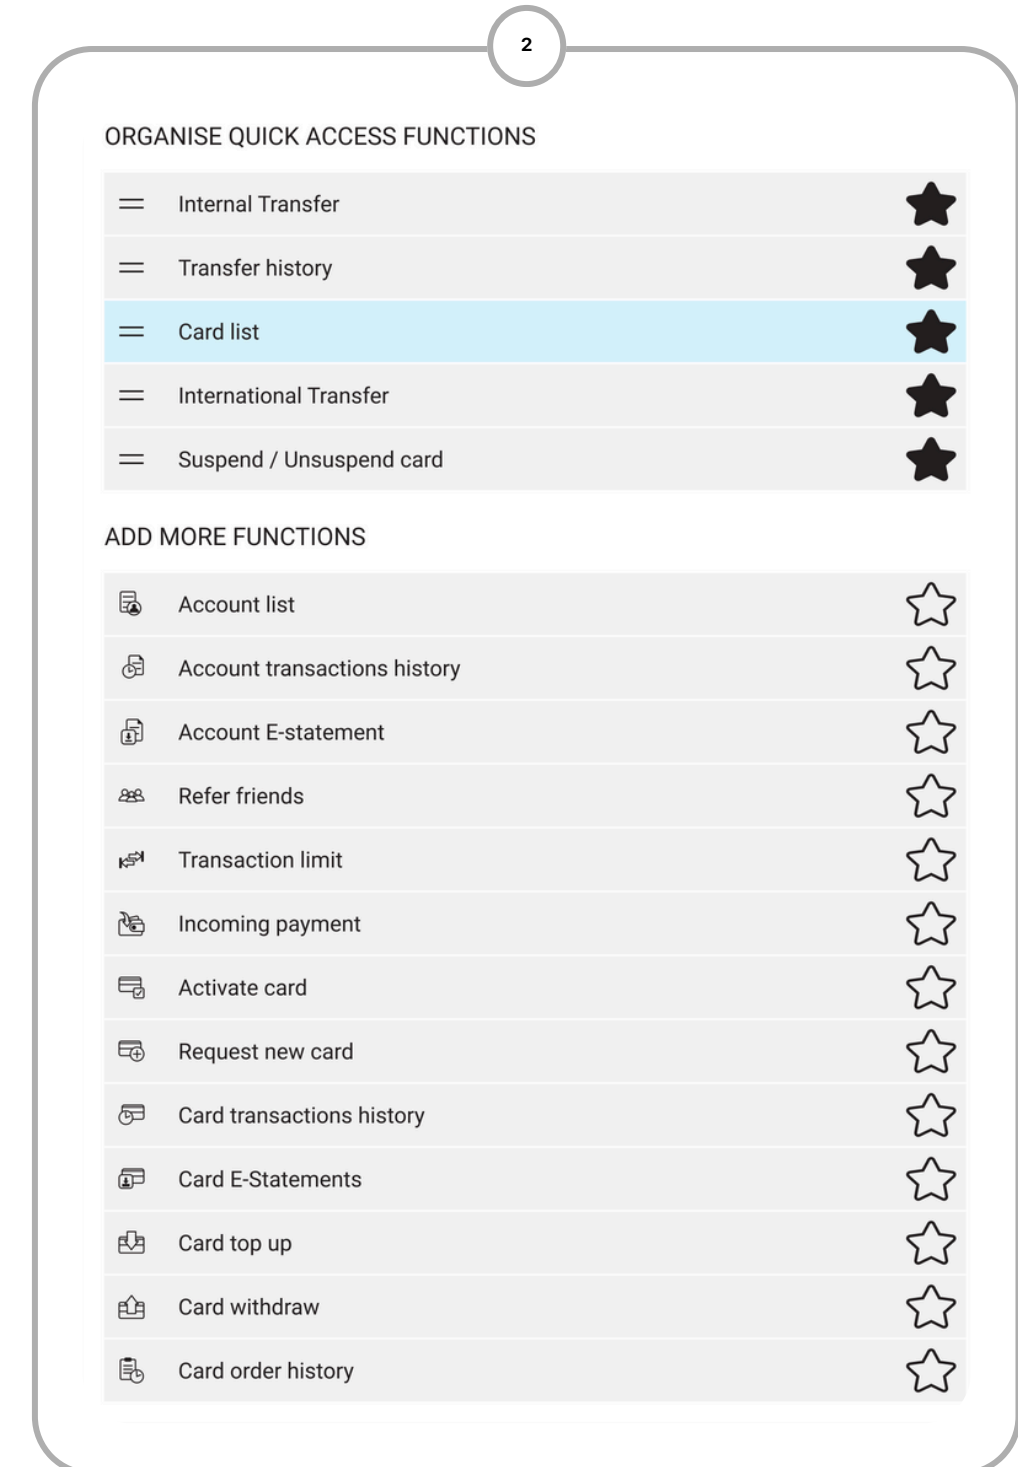 2
ORGANISE QUICK ACCESS FUNCTIONS
Internal Transfer
Transfer history
Card list
International Transfer
Suspend / Unsuspend card
ADD MORE FUNCTIONS
Account list
Account transactions history
Account E-statement
Refer friends
Transaction limit
Incoming payment
Activate card
Request new card
Card transactions history
Card E-Statements
Card top up
Card withdraw
Card order history